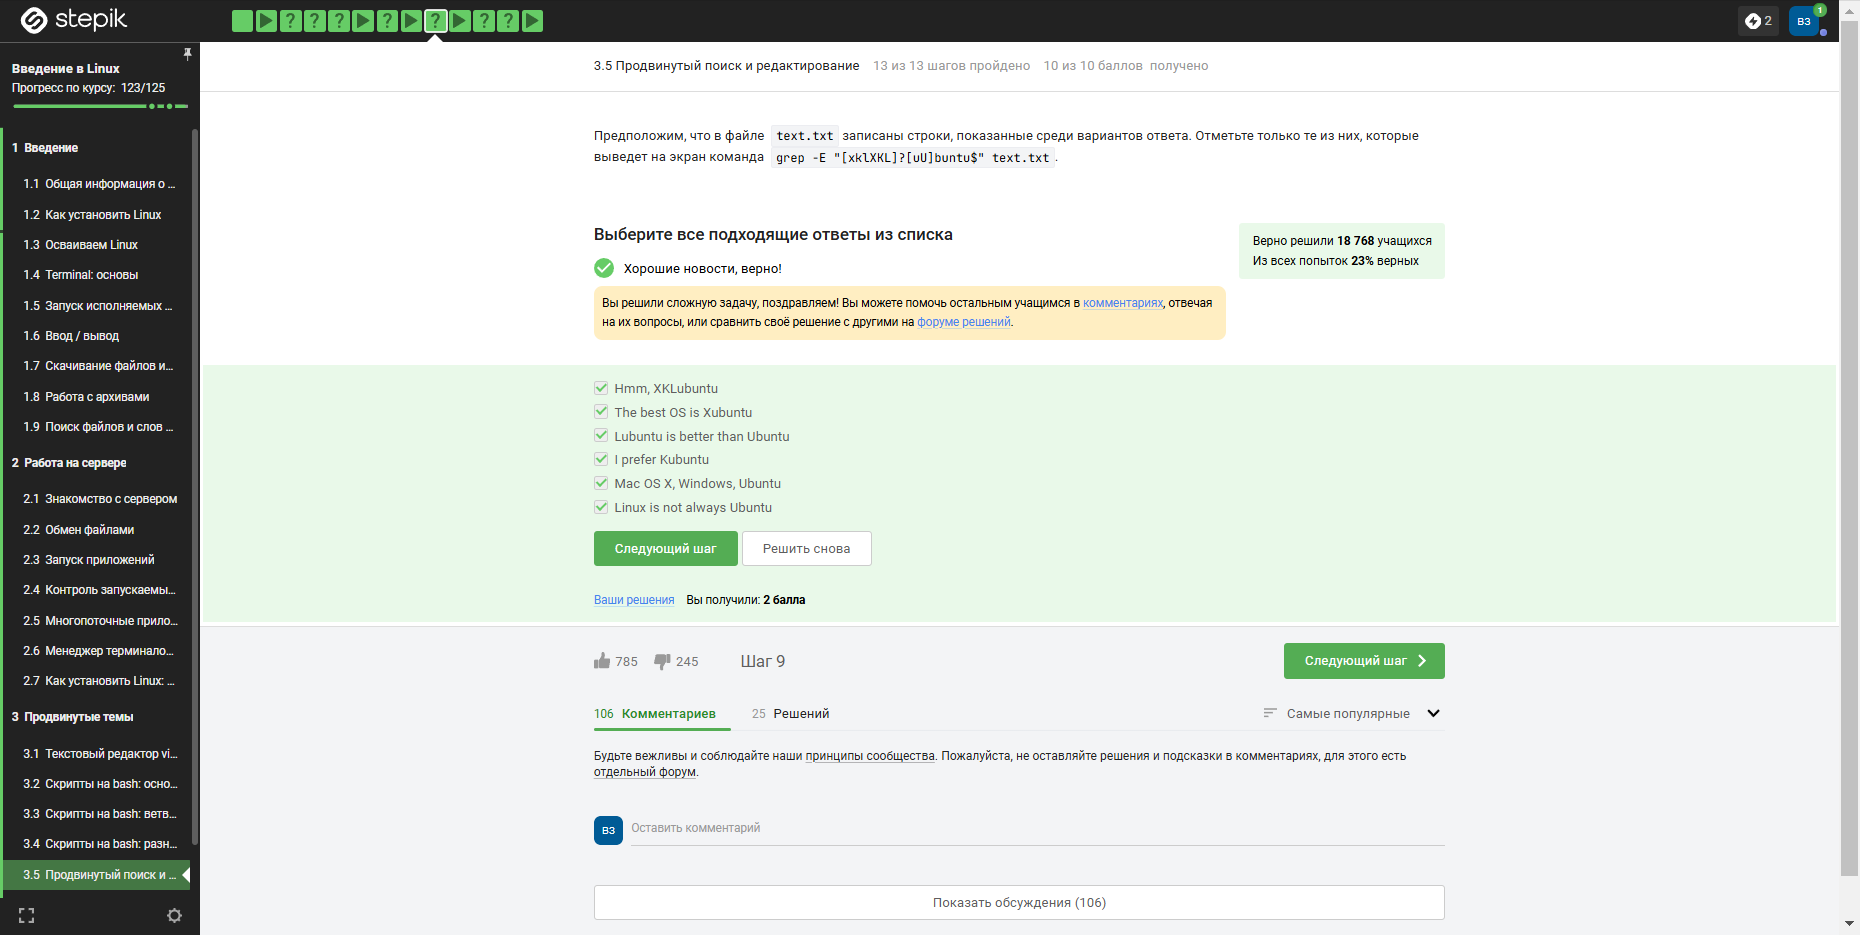 stepik
2
ВЗ
1
Введение в Linux
Прогресс по курсу: 123/125
1 Введение
1.1 Общая информация о ...
1.2 Как установить Linux
1.3 Осваиваем Linux
1.4 Terminal: основы
1.5 Запуск исполняемых ...
1.6 Ввод / вывод
1.7 Скачивание файлов и...
1.8 Работа с архивами
1.9 Поиск файлов и слов ...
2 Работа на сервере
2.1 Знакомство с сервером
2.2 Обмен файлами
2.3 Запуск приложений
2.4 Контроль запускаемы...
2.5 Многопоточные прило...
2.6 Менеджер терминало...
2.7 Как установить Linux: ...
3 Продвинутые темы
3.1 Текстовый редактор vi...
3.2 Скрипты на bash: осно...
3.3 Скрипты на bash: ветв...
3.4 Скрипты на bash: разн...
3.5 Продвинутый поиск и ...
3.5 Продвинутый поиск и редактирование 13 из 13 шагов пройдено 10 из 10 баллов получено
Предположим, что в файле text.txt записаны строки, показанные среди вариантов ответа. Отметьте только те из них, которые
выведет на экран команда grep -E "[xklXKL]?[uU]buntu$" text.txt.
Выберите все подходящие ответы из списка
Хорошие новости, верно!
Верно решили 18 768 учащихся
Из всех попыток 23% верных
Вы решили сложную задачу, поздравляем! Вы можете помочь остальным учащимся в комментариях, отвечая
на их вопросы, или сравнить своё решение с другими на форуме решений.
Hmm, XKLubuntu
The best OS is Xubuntu
Lubuntu is better than Ubuntu
I prefer Kubuntu
Mac OS X, Windows, Ubuntu
Linux is not always Ubuntu
Следующий шаг Решить снова
Ваши решения Вы получили: 2 балла
785 245 Шаг 9 Следующий шаг
106 Комментариев 25 Решений Самые популярные
Будьте вежливы и соблюдайте наши принципы сообщества. Пожалуйста, не оставляйте решения и подсказки в комментариях, для этого есть
отдельный форум.
ВЗ Оставить комментарий
Показать обсуждения (106)